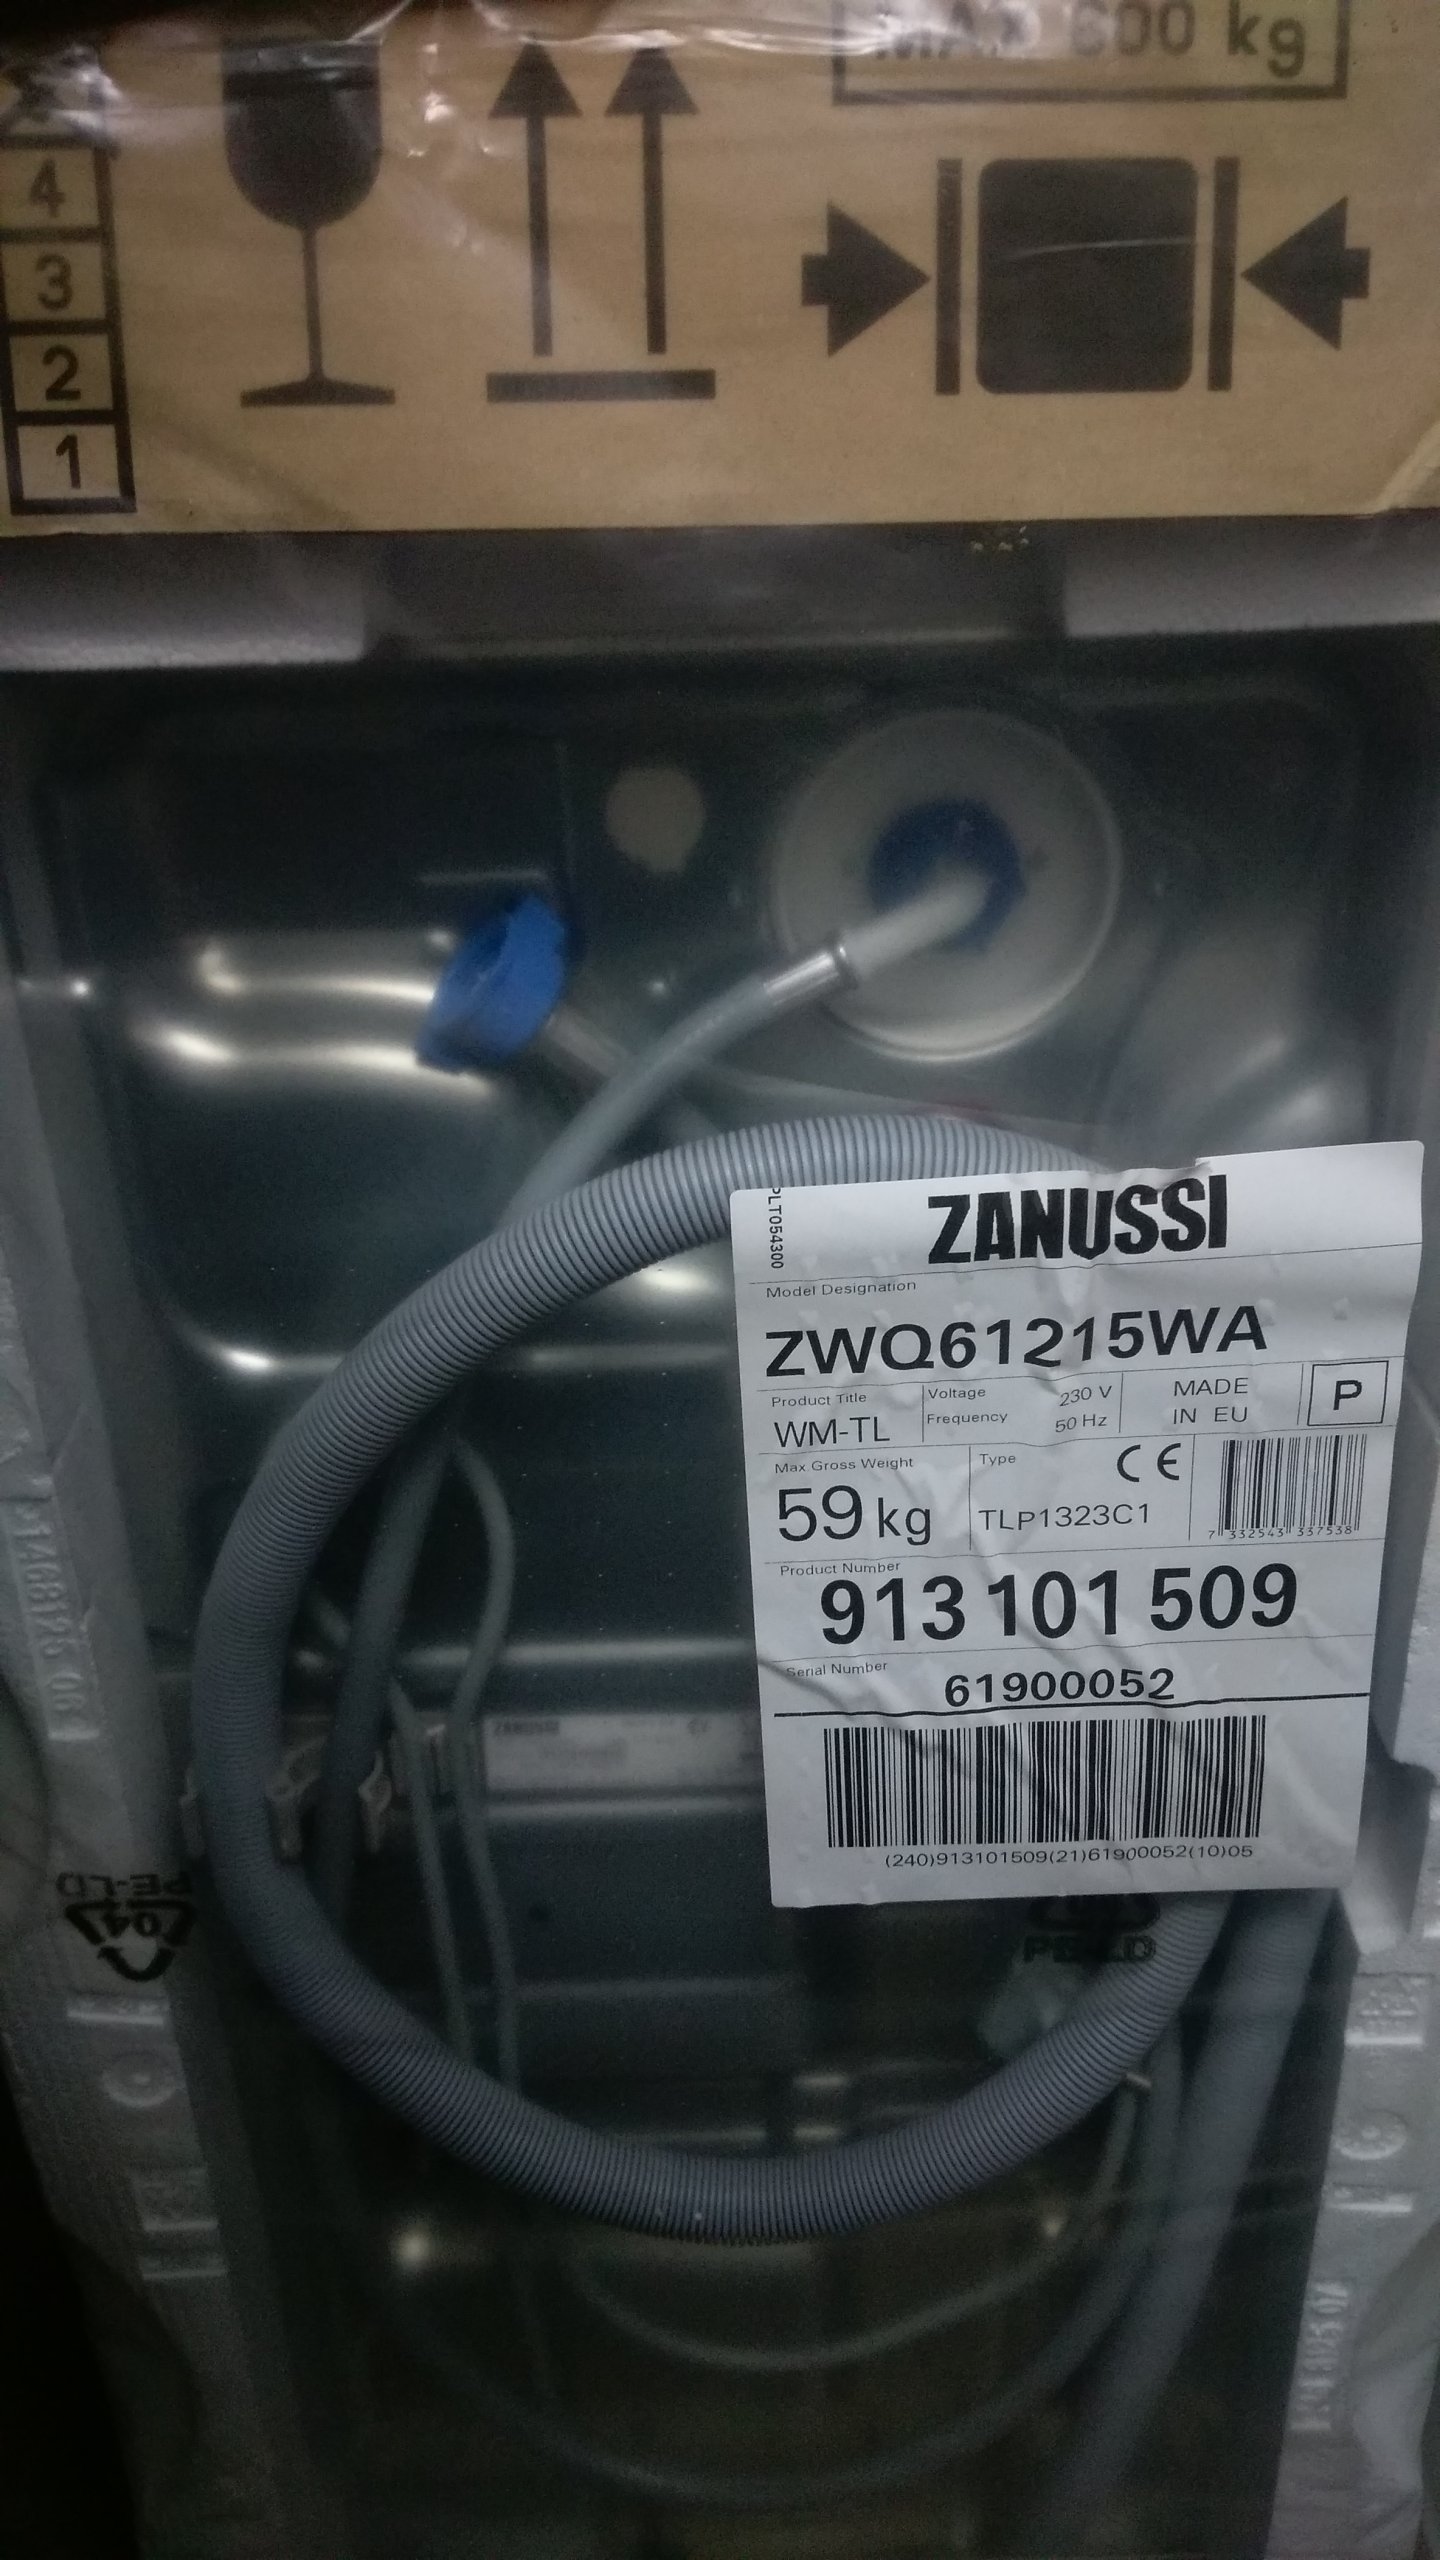 kg
4
3
2
1
PLT054300
ZANUSSI
Model Designation
ZWQ61215WA
Product Title
WM-TL
Voltage 230 V
Frequency 50 Hz
MADE
IN EU
P
Max Gross Weight
59 kg
Type
TLP1323C1
CE
7 332543 337538
Product Number
913 101 509
Serial Number
61900052
(240)913101509(21)61900052(10)05
ZANUSSI
PE-LD
04
PE-LD